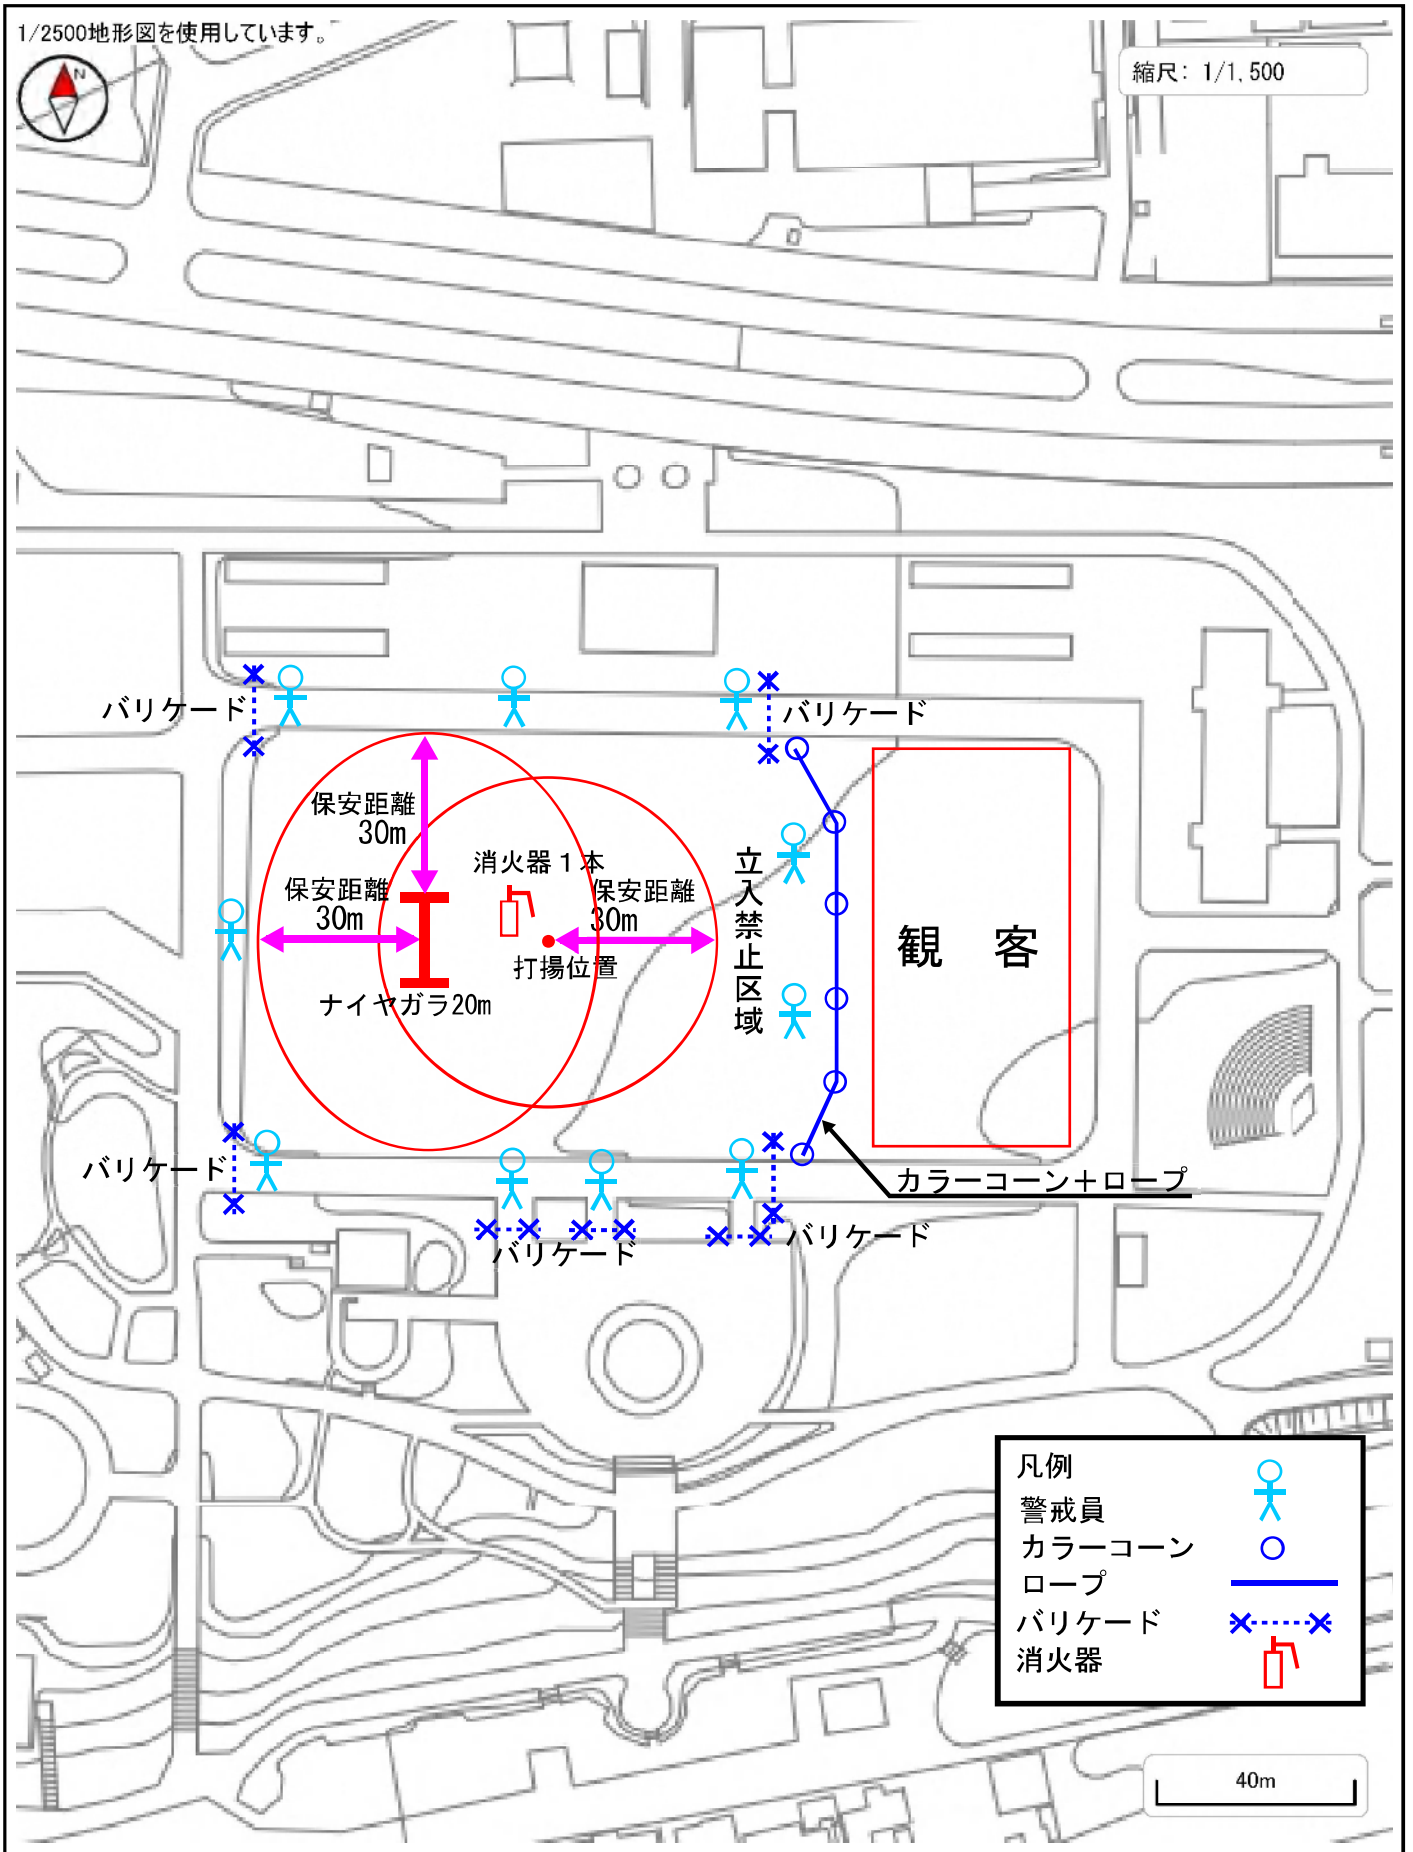 1/2500地形図を使用しています。
N
縮尺: 1/1,500
バリケード
バリケード
保安距離
30m
消火器1本
保安距離
30m
保安距離
30m
打揚位置
ナイヤガラ20m
立入禁止区域
観 客
バリケード
カラーコーン+ロープ
バリケード
バリケード
凡例
警戒員
カラーコーン
ロープ
バリケード
消火器
40m